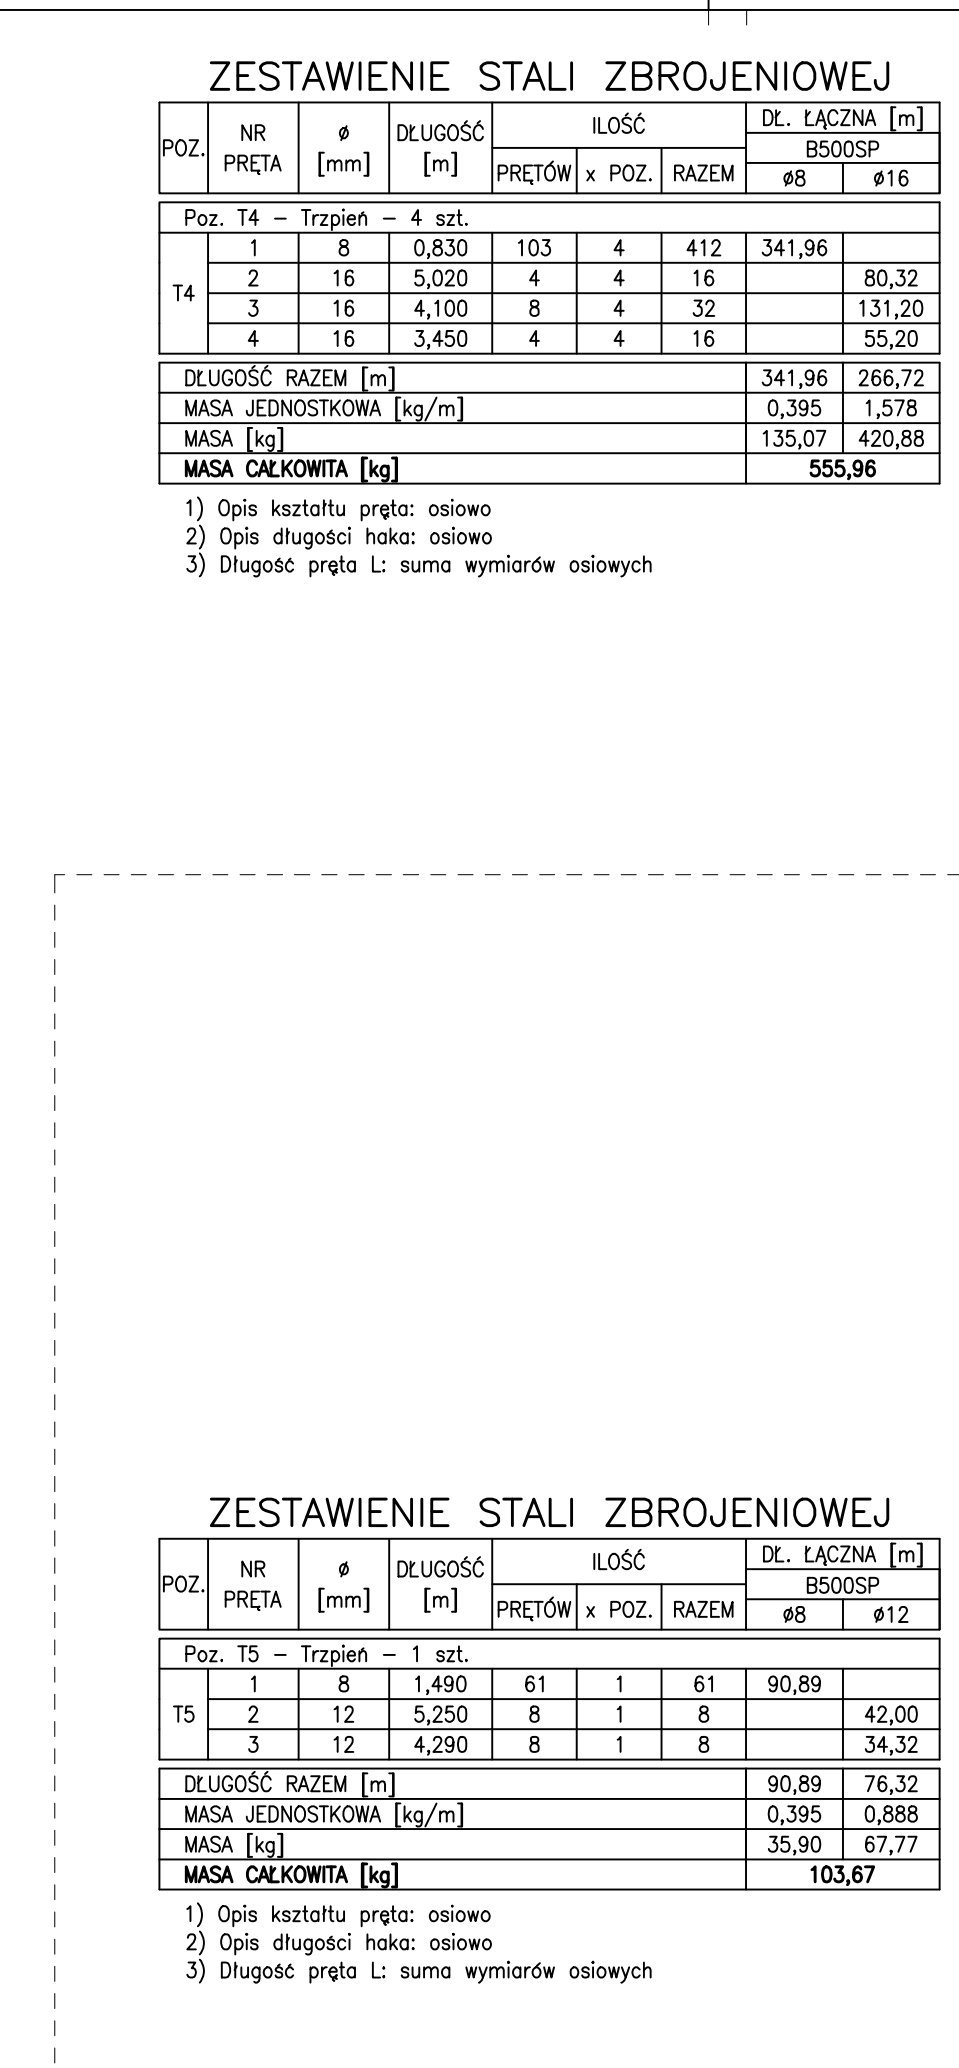 ZESTAWIENIE STALI ZBROJENIOWEJ
POZ. NR PRĘTA ø [mm] DŁUGOŚĆ [m] ILOŚĆ DŁ. ŁĄCZNA [m]
B500SP
PRĘTÓW x POZ. RAZEM ø8 ø16
Poz. T4 – Trzpień – 4 szt.
T4
1 8 0,830 103 4 412 341,96
2 16 5,020 4 4 16 80,32
3 16 4,100 8 4 32 131,20
4 16 3,450 4 4 16 55,20
DŁUGOŚĆ RAZEM [m] 341,96 266,72
MASA JEDNOSTKOWA [kg/m] 0,395 1,578
MASA [kg] 135,07 420,88
MASA CAŁKOWITA [kg] 555,96
1) Opis kształtu pręta: osiowo
2) Opis długości haka: osiowo
3) Długość pręta L: suma wymiarów osiowych
ZESTAWIENIE STALI ZBROJENIOWEJ
POZ. NR PRĘTA ø [mm] DŁUGOŚĆ [m] ILOŚĆ DŁ. ŁĄCZNA [m]
B500SP
PRĘTÓW x POZ. RAZEM ø8 ø12
Poz. T5 – Trzpień – 1 szt.
T5
1 8 1,490 61 1 61 90,89
2 12 5,250 8 1 8 42,00
3 12 4,290 8 1 8 34,32
DŁUGOŚĆ RAZEM [m] 90,89 76,32
MASA JEDNOSTKOWA [kg/m] 0,395 0,888
MASA [kg] 35,90 67,77
MASA CAŁKOWITA [kg] 103,67
1) Opis kształtu pręta: osiowo
2) Opis długości haka: osiowo
3) Długość pręta L: suma wymiarów osiowych